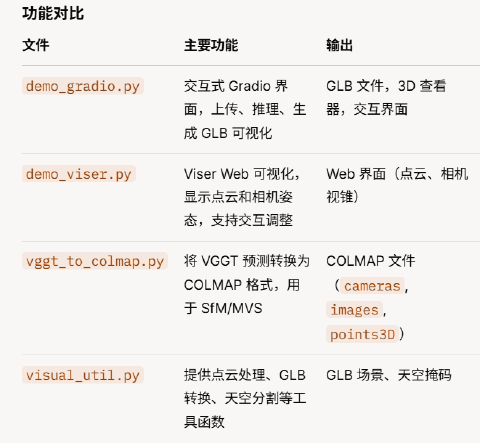 功能对比
文件 主要功能 输出
demo_gradio.py 交互式 Gradio 界 GLB 文件，3D 查看
面，上传、推理、生 器，交互界面
成 GLB 可视化
demo_viser.py Viser Web 可视化， Web 界面（点云、相机
显示点云和相机姿 视锥）
态，支持交互调整
vggt_to_colmap.py 将 VGGT 预测转换为 COLMAP 文件
COLMAP 格式，用 （cameras,
于 SfM/MVS images,
points3D）
visual_util.py 提供点云处理、GLB GLB 场景、天空掩码
转换、天空分割等工
具函数